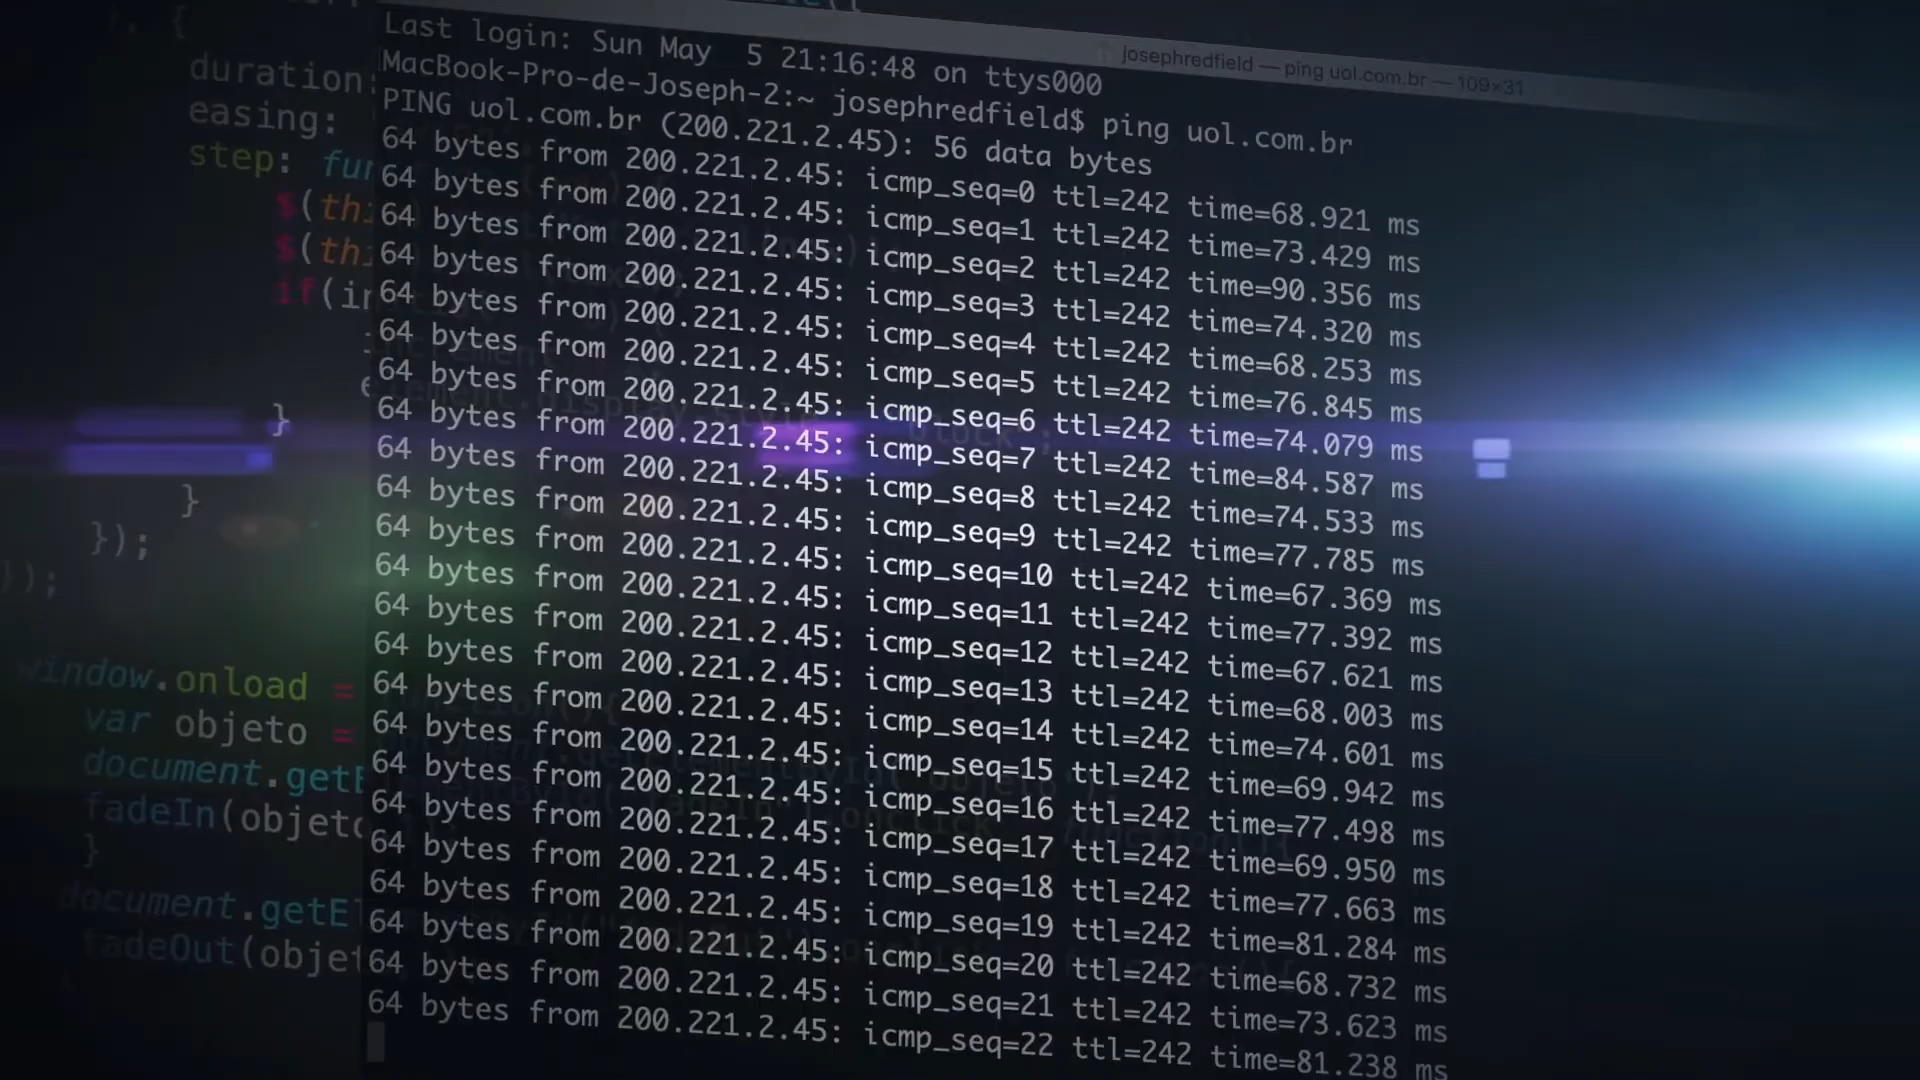 josephredfield — ping uol.com.br — 109×31
Last login: Sun May  5 21:16:48 on ttys000
MacBook-Pro-de-Joseph-2:~ josephredfield$ ping uol.com.br
PING uol.com.br (200.221.2.45): 56 data bytes
64 bytes from 200.221.2.45: icmp_seq=0 ttl=242 time=68.921 ms
64 bytes from 200.221.2.45: icmp_seq=1 ttl=242 time=73.429 ms
64 bytes from 200.221.2.45: icmp_seq=2 ttl=242 time=90.356 ms
64 bytes from 200.221.2.45: icmp_seq=3 ttl=242 time=74.320 ms
64 bytes from 200.221.2.45: icmp_seq=4 ttl=242 time=68.253 ms
64 bytes from 200.221.2.45: icmp_seq=5 ttl=242 time=76.845 ms
64 bytes from 200.221.2.45: icmp_seq=6 ttl=242 time=74.079 ms
64 bytes from 200.221.2.45: icmp_seq=7 ttl=242 time=84.587 ms
64 bytes from 200.221.2.45: icmp_seq=8 ttl=242 time=74.533 ms
64 bytes from 200.221.2.45: icmp_seq=9 ttl=242 time=77.785 ms
64 bytes from 200.221.2.45: icmp_seq=10 ttl=242 time=67.369 ms
64 bytes from 200.221.2.45: icmp_seq=11 ttl=242 time=77.392 ms
64 bytes from 200.221.2.45: icmp_seq=12 ttl=242 time=67.621 ms
64 bytes from 200.221.2.45: icmp_seq=13 ttl=242 time=68.003 ms
64 bytes from 200.221.2.45: icmp_seq=14 ttl=242 time=74.601 ms
64 bytes from 200.221.2.45: icmp_seq=15 ttl=242 time=69.942 ms
64 bytes from 200.221.2.45: icmp_seq=16 ttl=242 time=77.498 ms
64 bytes from 200.221.2.45: icmp_seq=17 ttl=242 time=69.950 ms
64 bytes from 200.221.2.45: icmp_seq=18 ttl=242 time=77.663 ms
64 bytes from 200.221.2.45: icmp_seq=19 ttl=242 time=81.284 ms
64 bytes from 200.221.2.45: icmp_seq=20 ttl=242 time=68.732 ms
64 bytes from 200.221.2.45: icmp_seq=21 ttl=242 time=73.623 ms
64 bytes from 200.221.2.45: icmp_seq=22 ttl=242 time=81.238 ms
}, {
duration:
easing:
step: fun
$(thi
$(thi
if(in
}
}
});
});
window.onload =
var objeto =
document.getE
fadeIn(objeto
}
document.getEl
fadeOut(objet